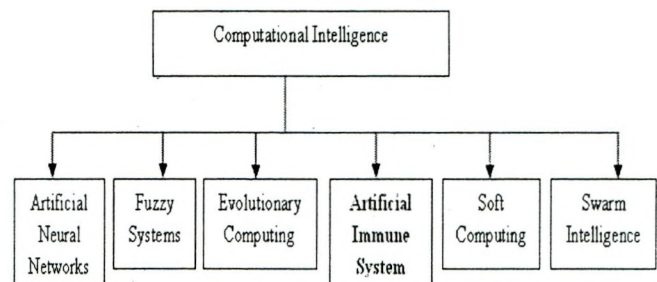 Computational Intelligence
Artificial
Neural
Networks
Fuzzy
Systems
Evolutionary
Computing
Artificial
Immune
System
Soft
Computing
Swarm
Intelligence